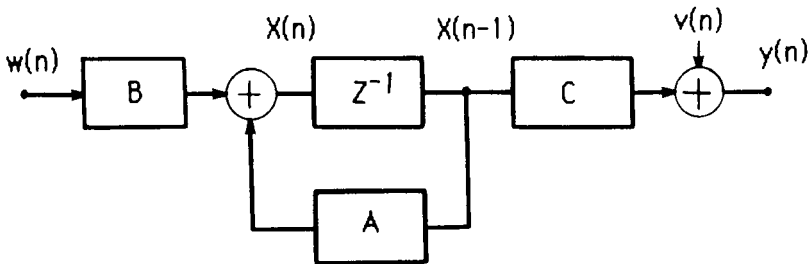 X(n) X(n-1) v(n)
w(n) y(n)
B + Z⁻¹ C +
A